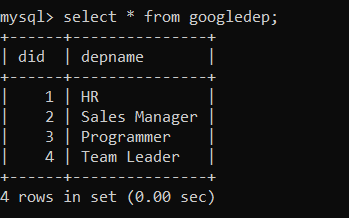 mysql> select * from googledep;
+------+---------------+
| did  | depname       |
+------+---------------+
|    1 | HR            |
|    2 | Sales Manager |
|    3 | Programmer    |
|    4 | Team Leader   |
+------+---------------+
4 rows in set (0.00 sec)